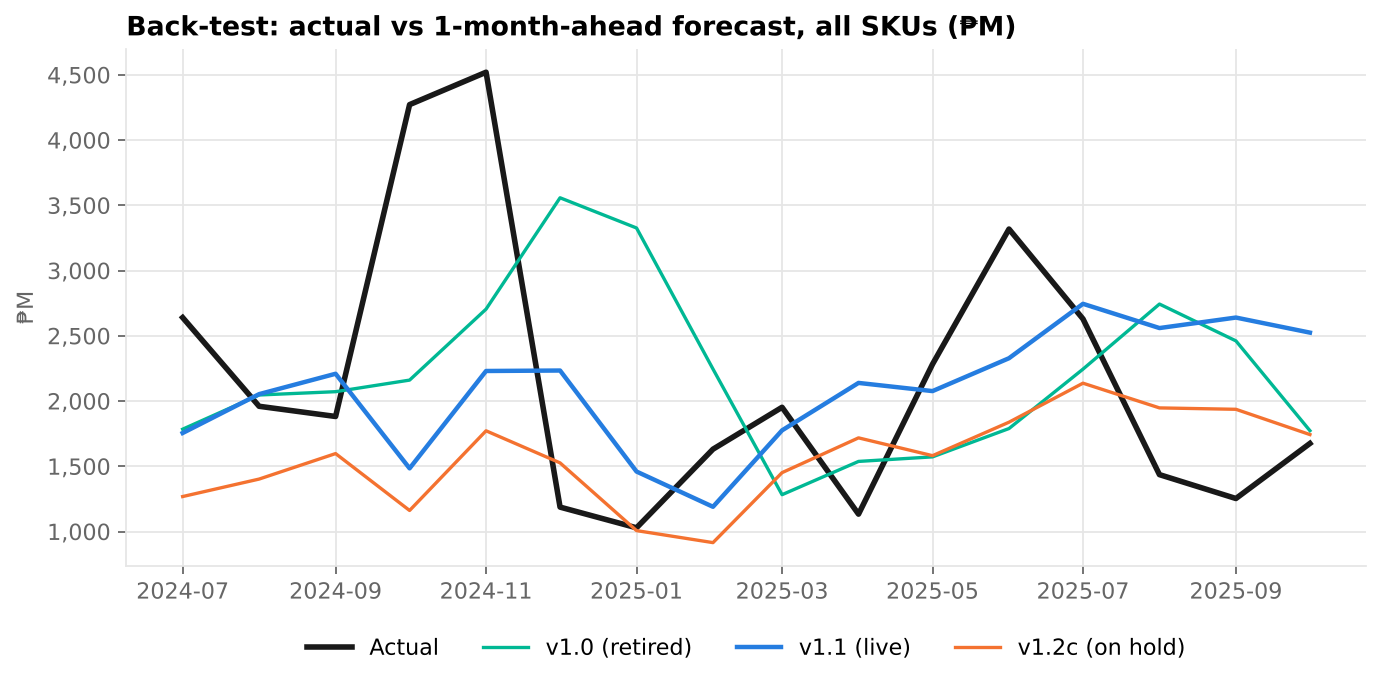 Back-test: actual vs 1-month-ahead forecast, all SKUs (₱M)
4,500
4,000
3,500
3,000
2,500
2,000
1,500
1,000
₱M
2024-07 2024-09 2024-11 2025-01 2025-03 2025-05 2025-07 2025-09
Actual v1.0 (retired) v1.1 (live) v1.2c (on hold)